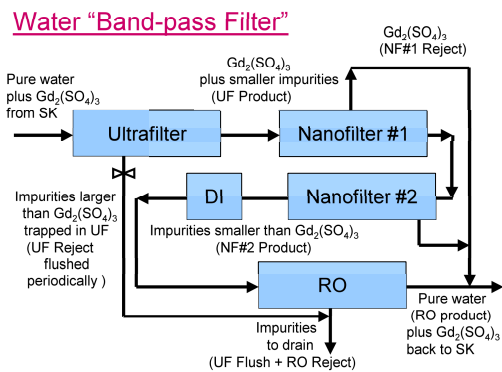 Water “Band-pass Filter”
Gd2(SO4)3
(NF#1 Reject)
Gd2(SO4)3
plus smaller impurities
(UF Product)
Pure water
plus Gd2(SO4)3
from SK
Ultrafilter
Nanofilter #1
Impurities larger
than Gd2(SO4)3
trapped in UF
(UF Reject
flushed
periodically )
DI
Nanofilter #2
Impurities smaller than Gd2(SO4)3
(NF#2 Product)
RO
Pure water
(RO product)
plus Gd2(SO4)3
back to SK
Impurities
to drain
(UF Flush + RO Reject)